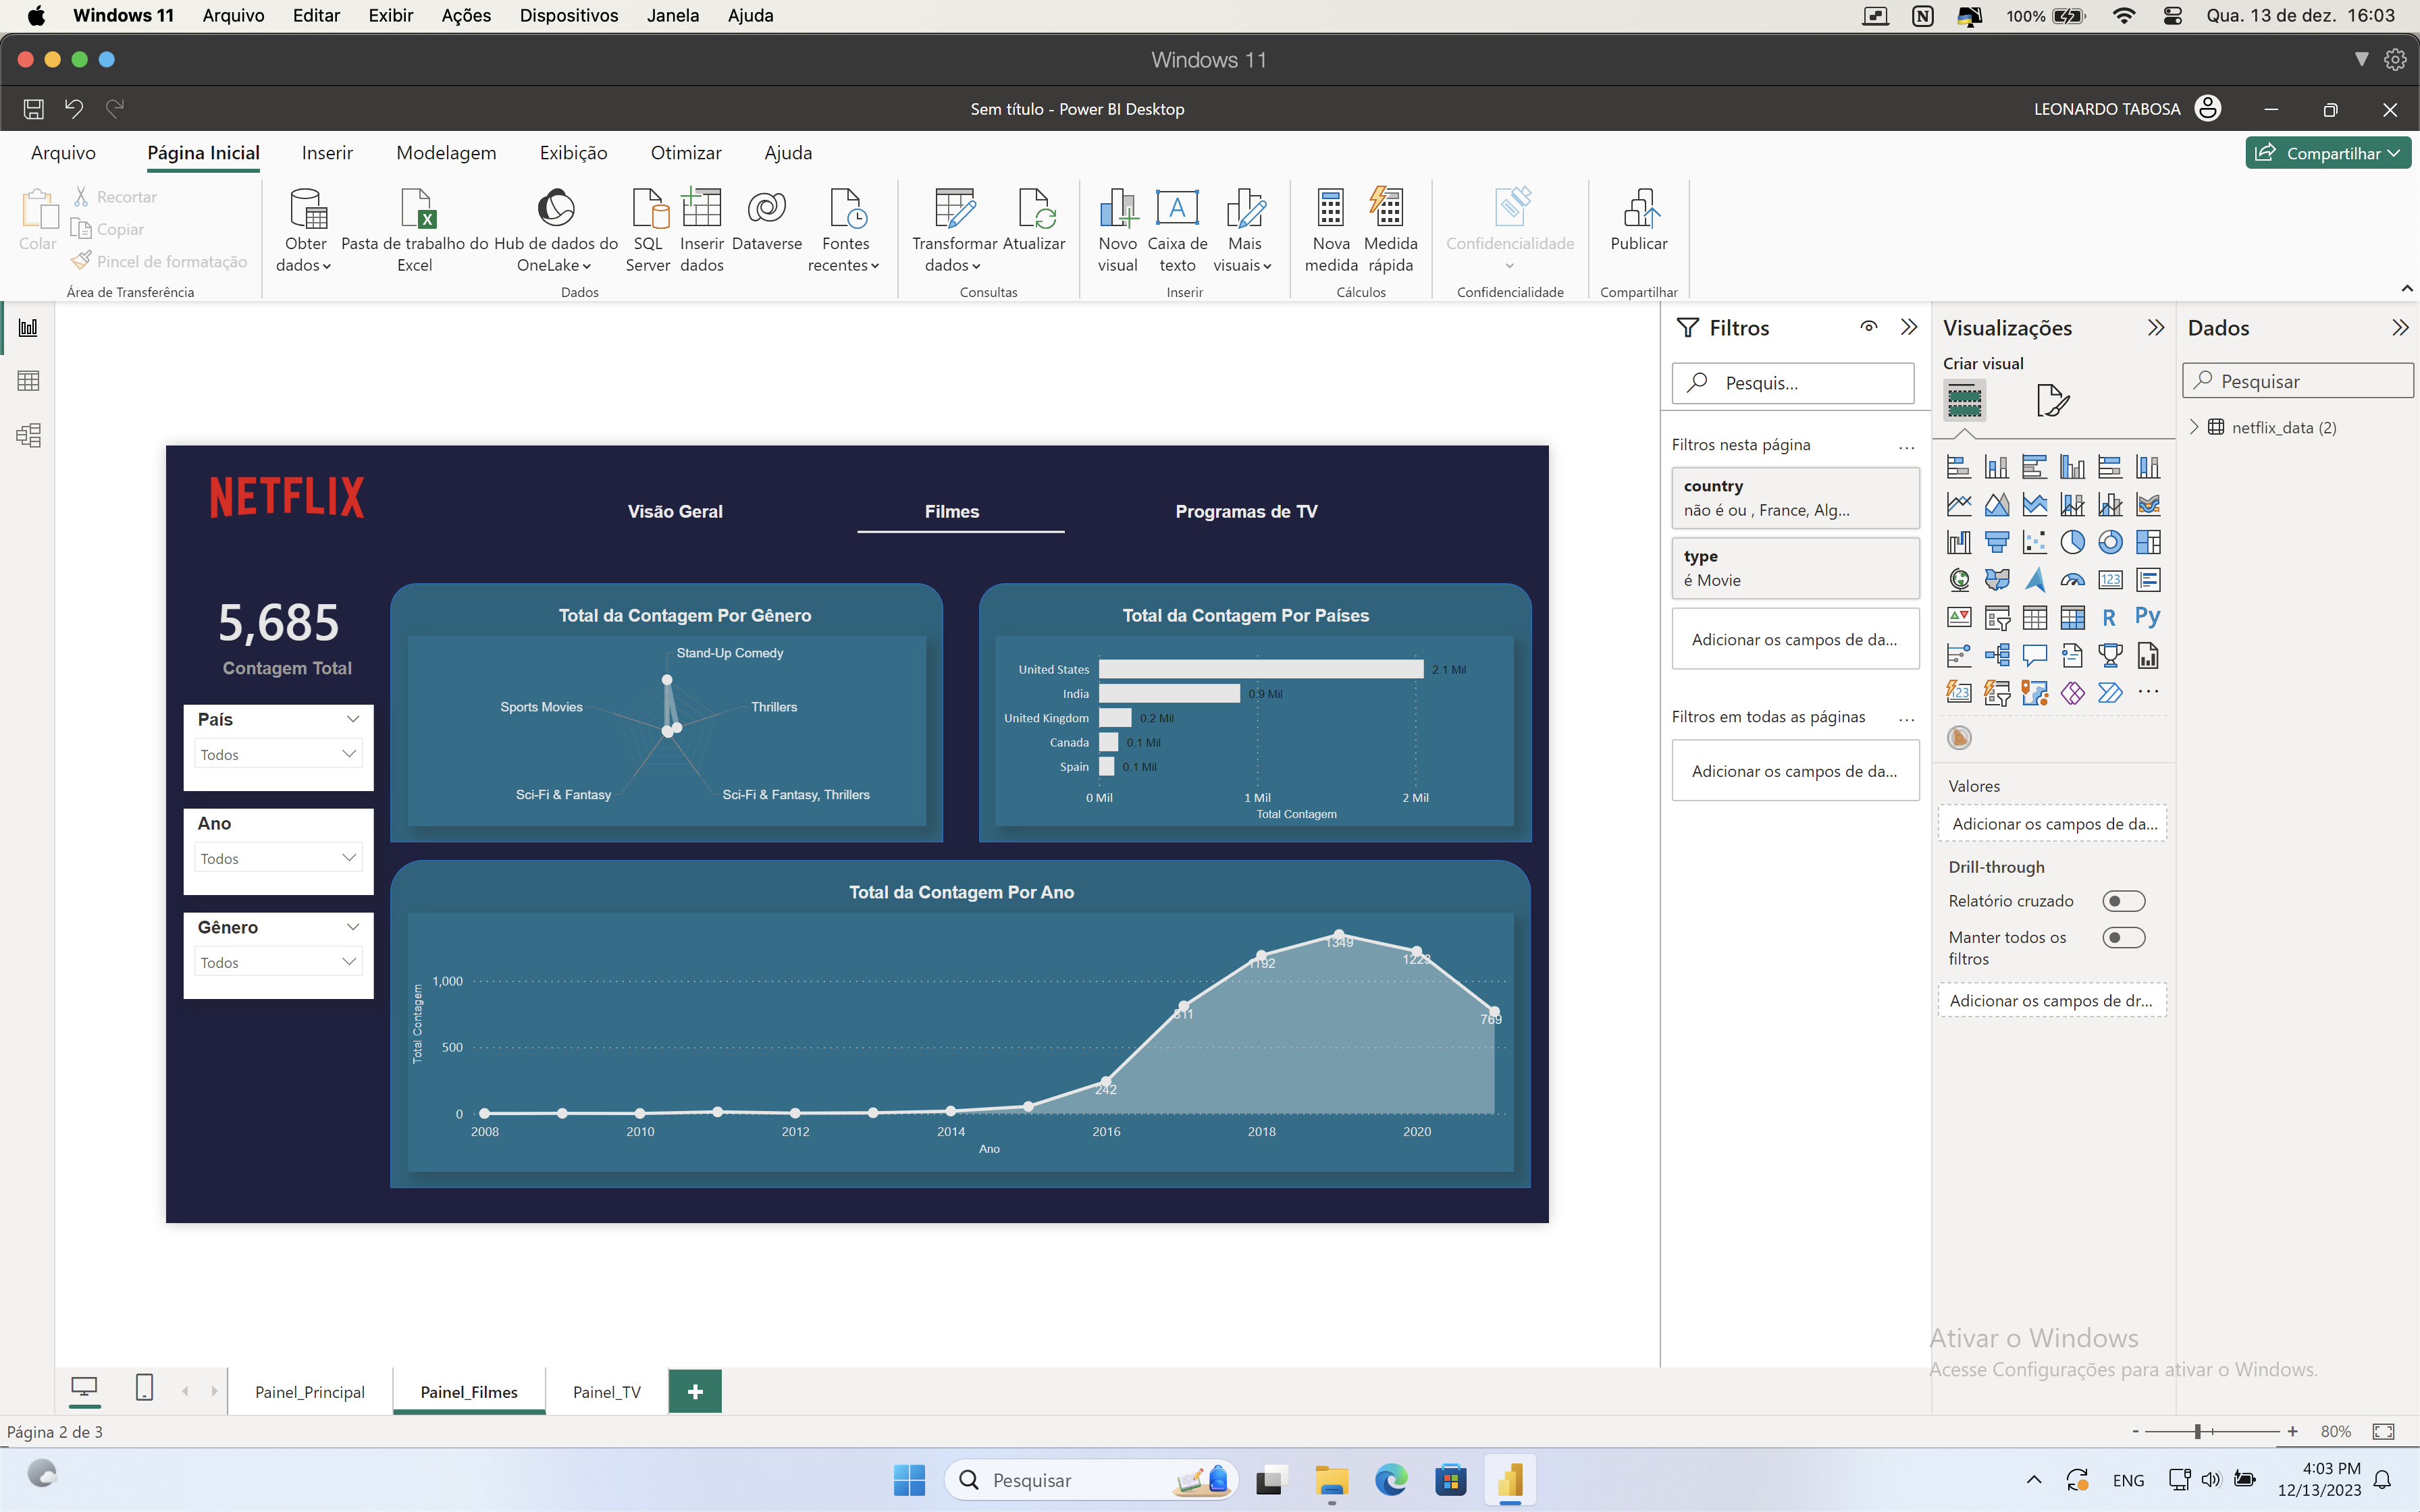 Windows 11 Arquivo Editar Exibir Ações Dispositivos Janela Ajuda 100% Qua. 13 de dez. 16:03
Windows 11
Sem título - Power BI Desktop LEONARDO TABOSA
Arquivo Página Inicial Inserir Modelagem Exibição Otimizar Ajuda Compartilhar
Colar
Recortar
Copiar
Pincel de formatação
Área de Transferência
Obter dados
Pasta de trabalho do Excel
Hub de dados do OneLake
SQL Server
Inserir dados
Dataverse
Fontes recentes
Dados
Transformar dados
Atualizar
Consultas
Novo visual
Caixa de texto
Mais visuais
Inserir
Nova medida
Medida rápida
Cálculos
Confidencialidade
Confidencialidade
Publicar
Compartilhar
NETFLIX
Visão Geral Filmes Programas de TV
5,685
Contagem Total
País
Todos
Ano
Todos
Gênero
Todos
Total da Contagem Por Gênero
Stand-Up Comedy
Sports Movies
Thrillers
Sci-Fi & Fantasy
Sci-Fi & Fantasy, Thrillers
Total da Contagem Por Países
United States 2.1 Mil
India 0.9 Mil
United Kingdom 0.2 Mil
Canada 0.1 Mil
Spain 0.1 Mil
0 Mil 1 Mil 2 Mil
Total Contagem
Total da Contagem Por Ano
Total Contagem
1,000
500
0
242
811
1192
1349
1223
769
2008 2010 2012 2014 2016 2018 2020
Ano
Filtros
Pesquis...
Filtros nesta página ...
country
não é ou , France, Alg...
type
é Movie
Adicionar os campos de da...
Filtros em todas as páginas ...
Adicionar os campos de da...
Visualizações
Criar visual
123
R Py
123
...
Valores
Adicionar os campos de da...
Drill-through
Relatório cruzado
Manter todos os
filtros
Adicionar os campos de dr...
Dados
Pesquisar
netflix_data (2)
Ativar o Windows
Acesse Configurações para ativar o Windows.
Painel_Principal Painel_Filmes Painel_TV +
Página 2 de 3 - + 80%
Pesquisar ENG 4:03 PM
12/13/2023